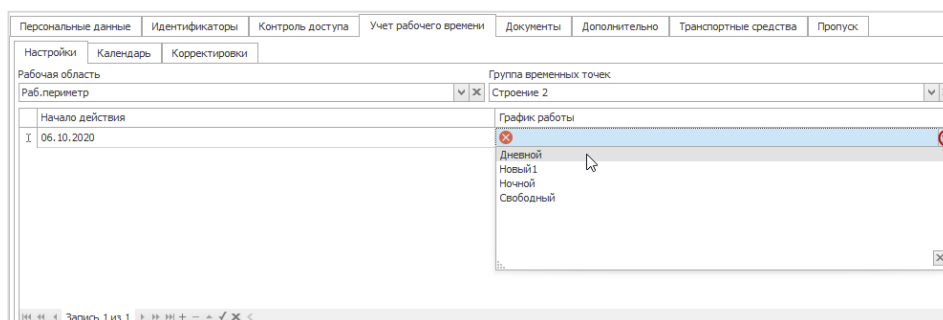 Персональные данные Идентификаторы Контроль доступа Учет рабочего времени Документы Дополнительно Транспортные средства Пропуск
Настройки Календарь Корректировки
Рабочая область Группа временных точек
Раб.периметр Строение 2
Начало действия График работы
06.10.2020
Дневной
Новый1
Ночной
Свободный
Запись 1 из 1